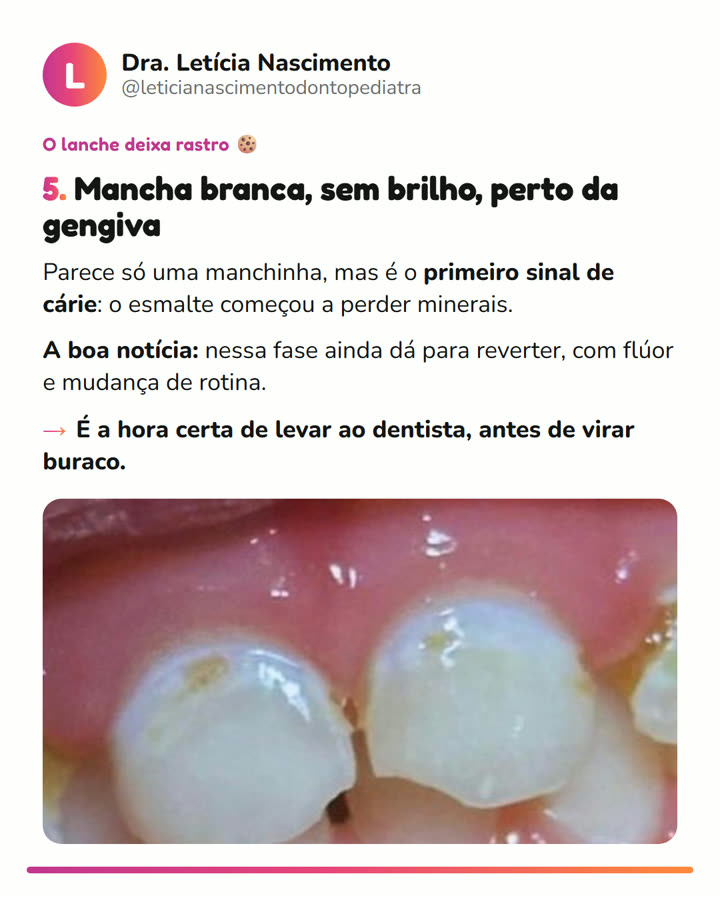 L
Dra. Letícia Nascimento
@leticianascimentodontopediatra
O lanche deixa rastro 🍪
5. Mancha branca, sem brilho, perto da
gengiva
Parece só uma manchinha, mas é o primeiro sinal de
cárie: o esmalte começou a perder minerais.
A boa notícia: nessa fase ainda dá para reverter, com flúor
e mudança de rotina.
→ É a hora certa de levar ao dentista, antes de virar
buraco.